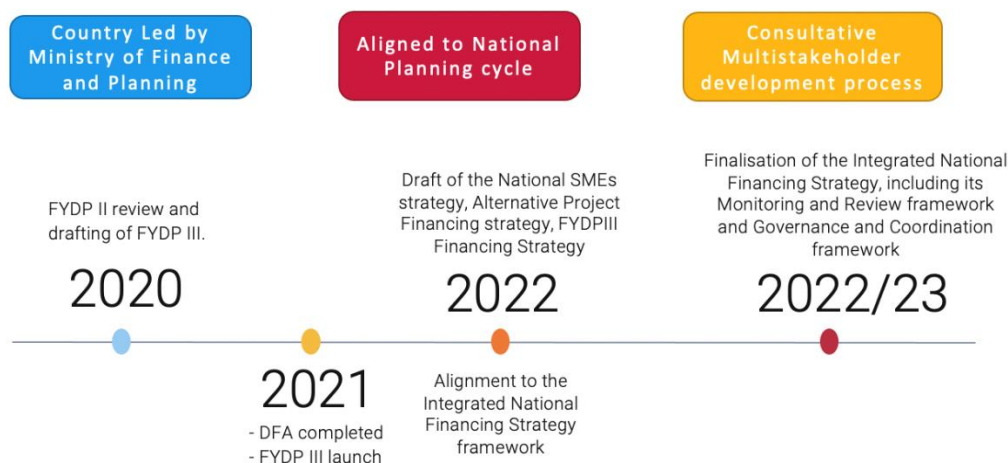 Country Led by
Ministry of Finance
and Planning
Aligned to National
Planning cycle
Consultative
Multistakeholder
development process
FYDP II review and
drafting of FYDP III.
2020
Draft of the National SMEs
strategy, Alternative Project
Financing strategy, FYDPIII
Financing Strategy
2022
Finalisation of the Integrated National
Financing Strategy, including its
Monitoring and Review framework
and Governance and Coordination
framework
2022/23
2021
- DFA completed
- FYDP III launch
Alignment to the
Integrated National
Financing Strategy
framework